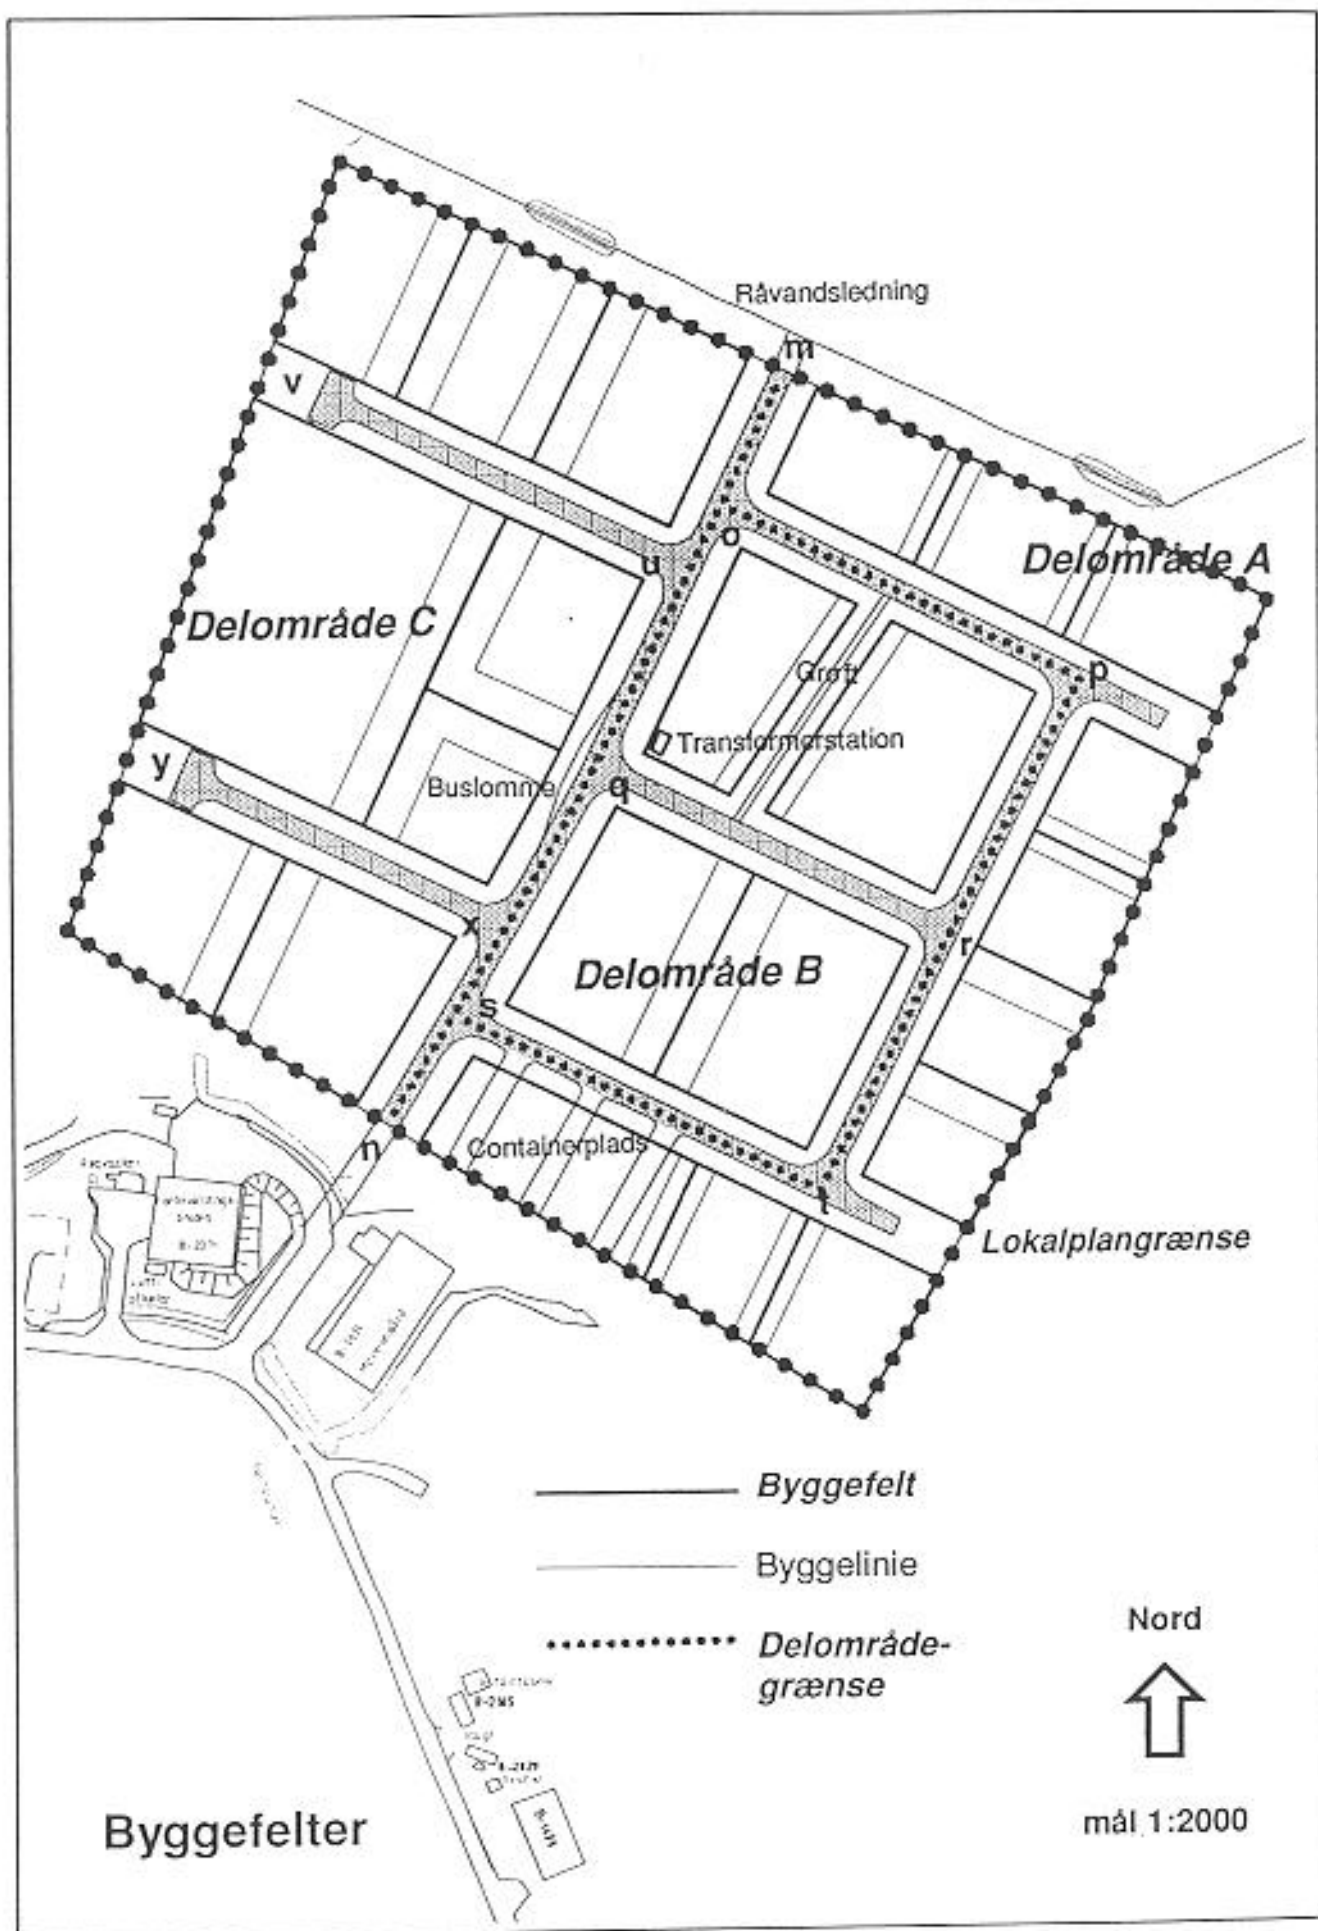 Råvandsledning
m
v
Delområde A
o
u
Delområde C
p
Grøft
Transformerstation
y
Buslomme
q
x
r
Delområde B
s
n
Containerplads
t
Lokalplangrænse
Byggefelt
Byggelinie
Delområde-
grænse
Nord
Byggefelter
mål 1:2000